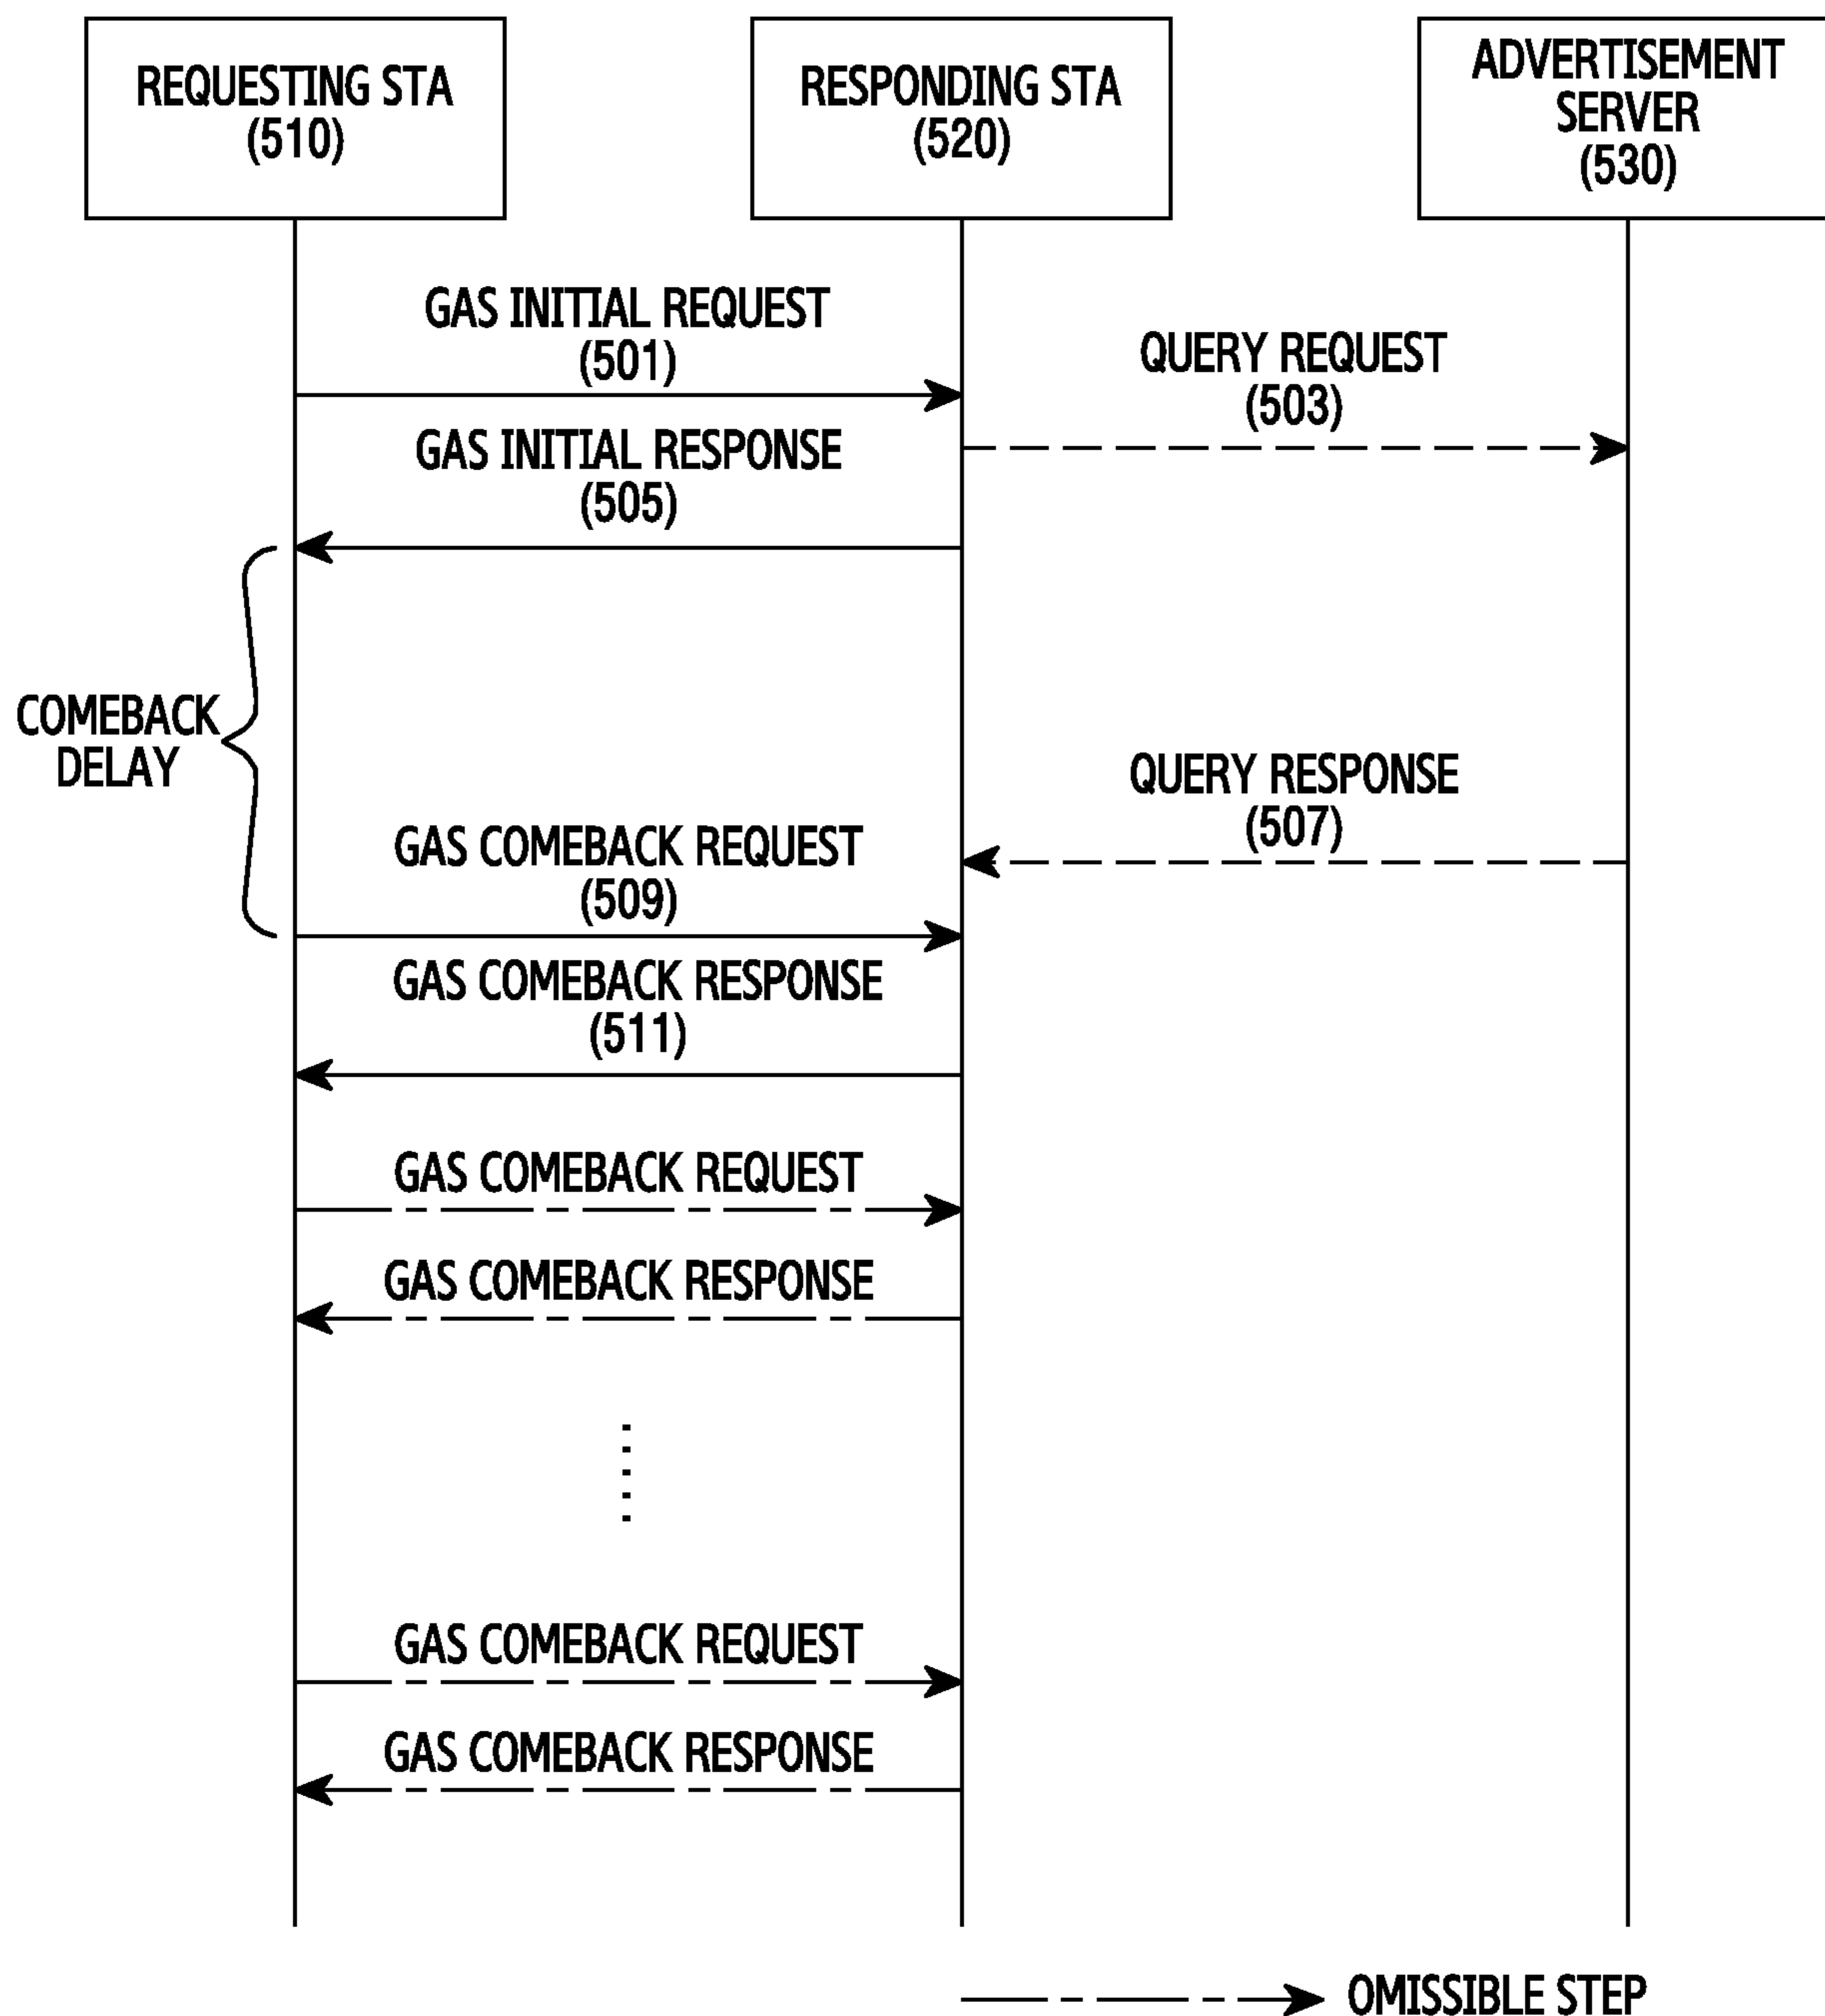 REQUESTING STA
(510)
RESPONDING STA
(520)
ADVERTISEMENT
SERVER
(530)
GAS INITIAL REQUEST
(501)
QUERY REQUEST
(503)
GAS INITIAL RESPONSE
(505)
COMEBACK
DELAY
QUERY RESPONSE
(507)
GAS COMEBACK REQUEST
(509)
GAS COMEBACK RESPONSE
(511)
GAS COMEBACK REQUEST
GAS COMEBACK RESPONSE
GAS COMEBACK REQUEST
GAS COMEBACK RESPONSE
OMISSIBLE STEP